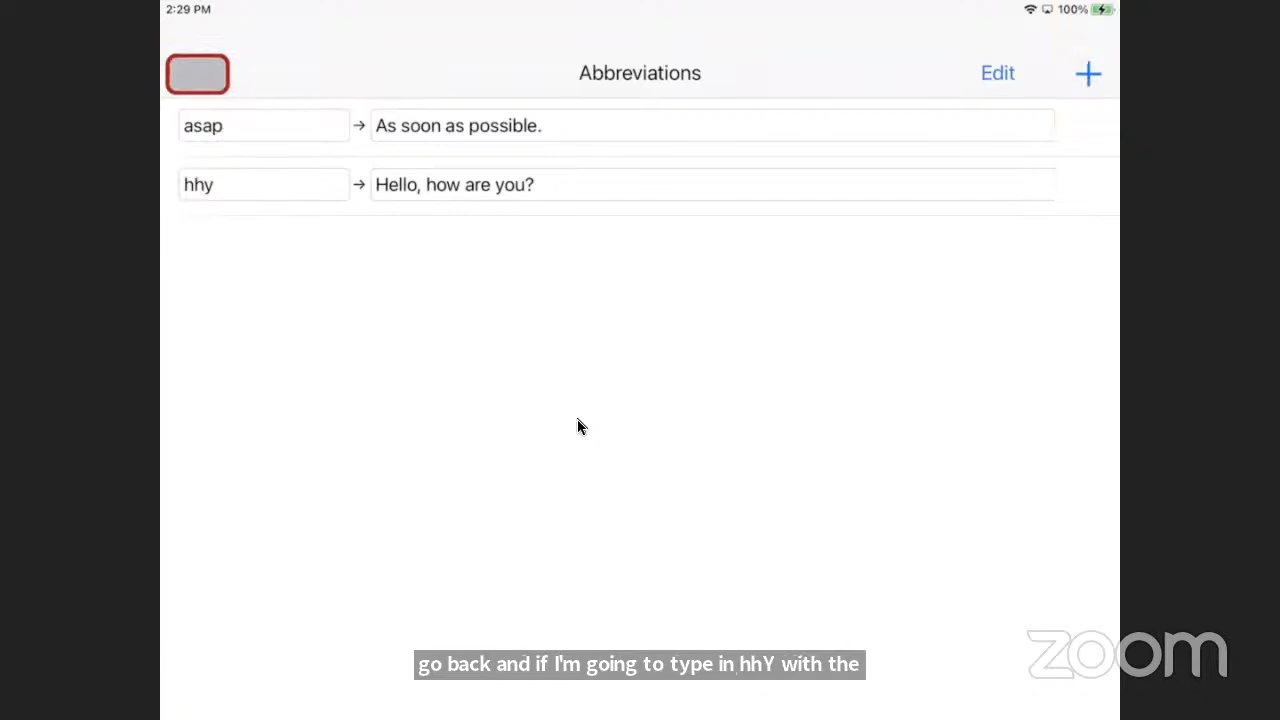 2:29 PM
100%
Abbreviations
Edit
asap → As soon as possible.
hhy → Hello, how are you?
go back and if I'm going to type in hhY with the
zoom